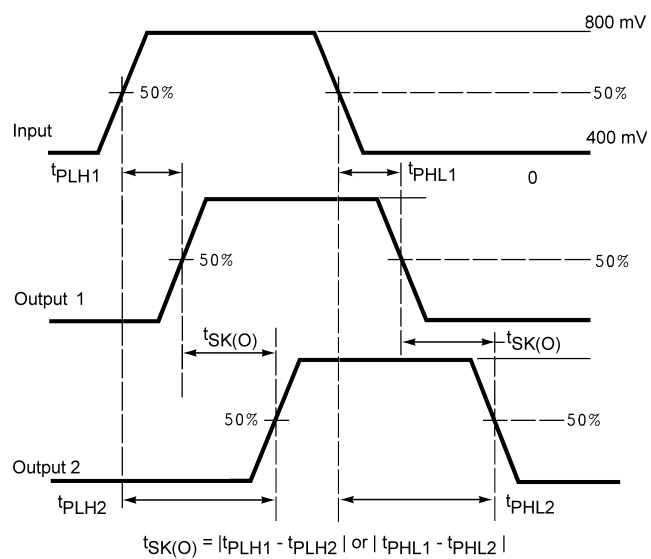 800 mV
50%
50%
Input
400 mV
tPLH1
tPHL1
0
50%
50%
Output 1
tSK(O)
tSK(O)
50%
50%
Output 2
tPLH2
tPHL2
tSK(O) = |tPLH1 - tPLH2| or | tPHL1 - tPHL2 |